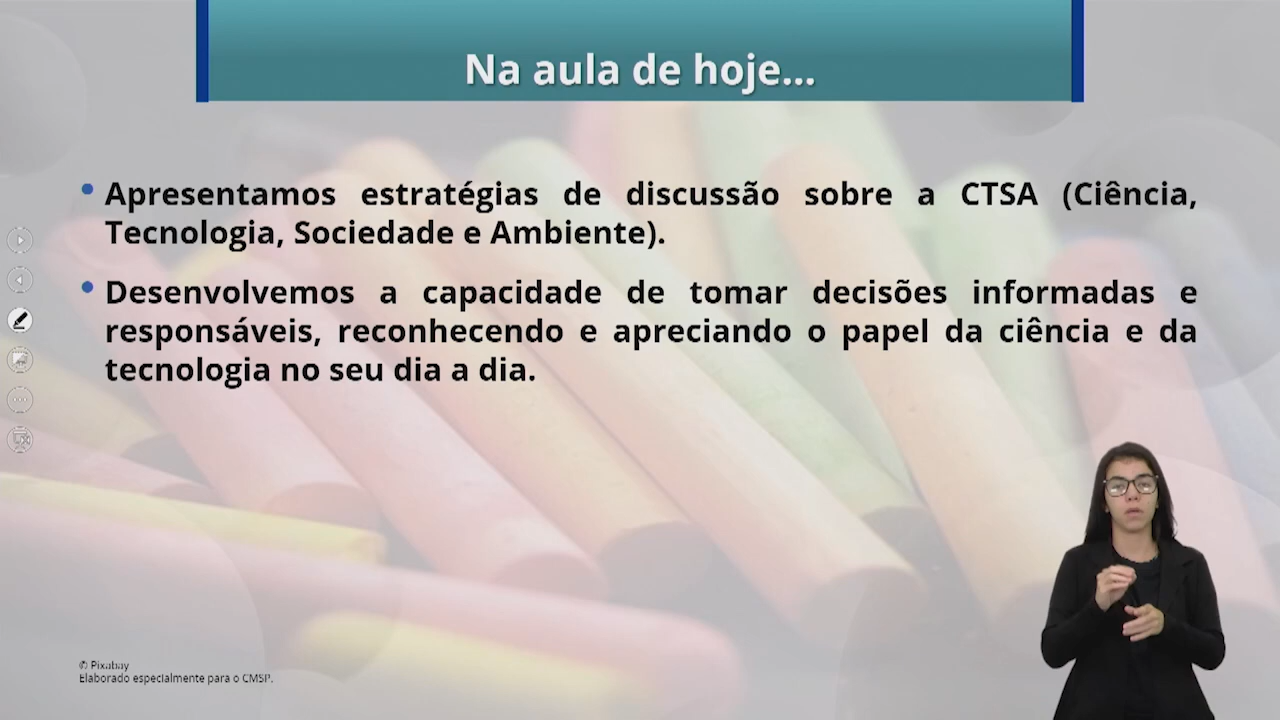 Na aula de hoje...
Apresentamos estratégias de discussão sobre a CTSA (Ciência,
Tecnologia, Sociedade e Ambiente).
Desenvolvemos a capacidade de tomar decisões informadas e
responsáveis, reconhecendo e apreciando o papel da ciência e da
tecnologia no seu dia a dia.
© Pixabay
Elaborado especialmente para o CMSP.